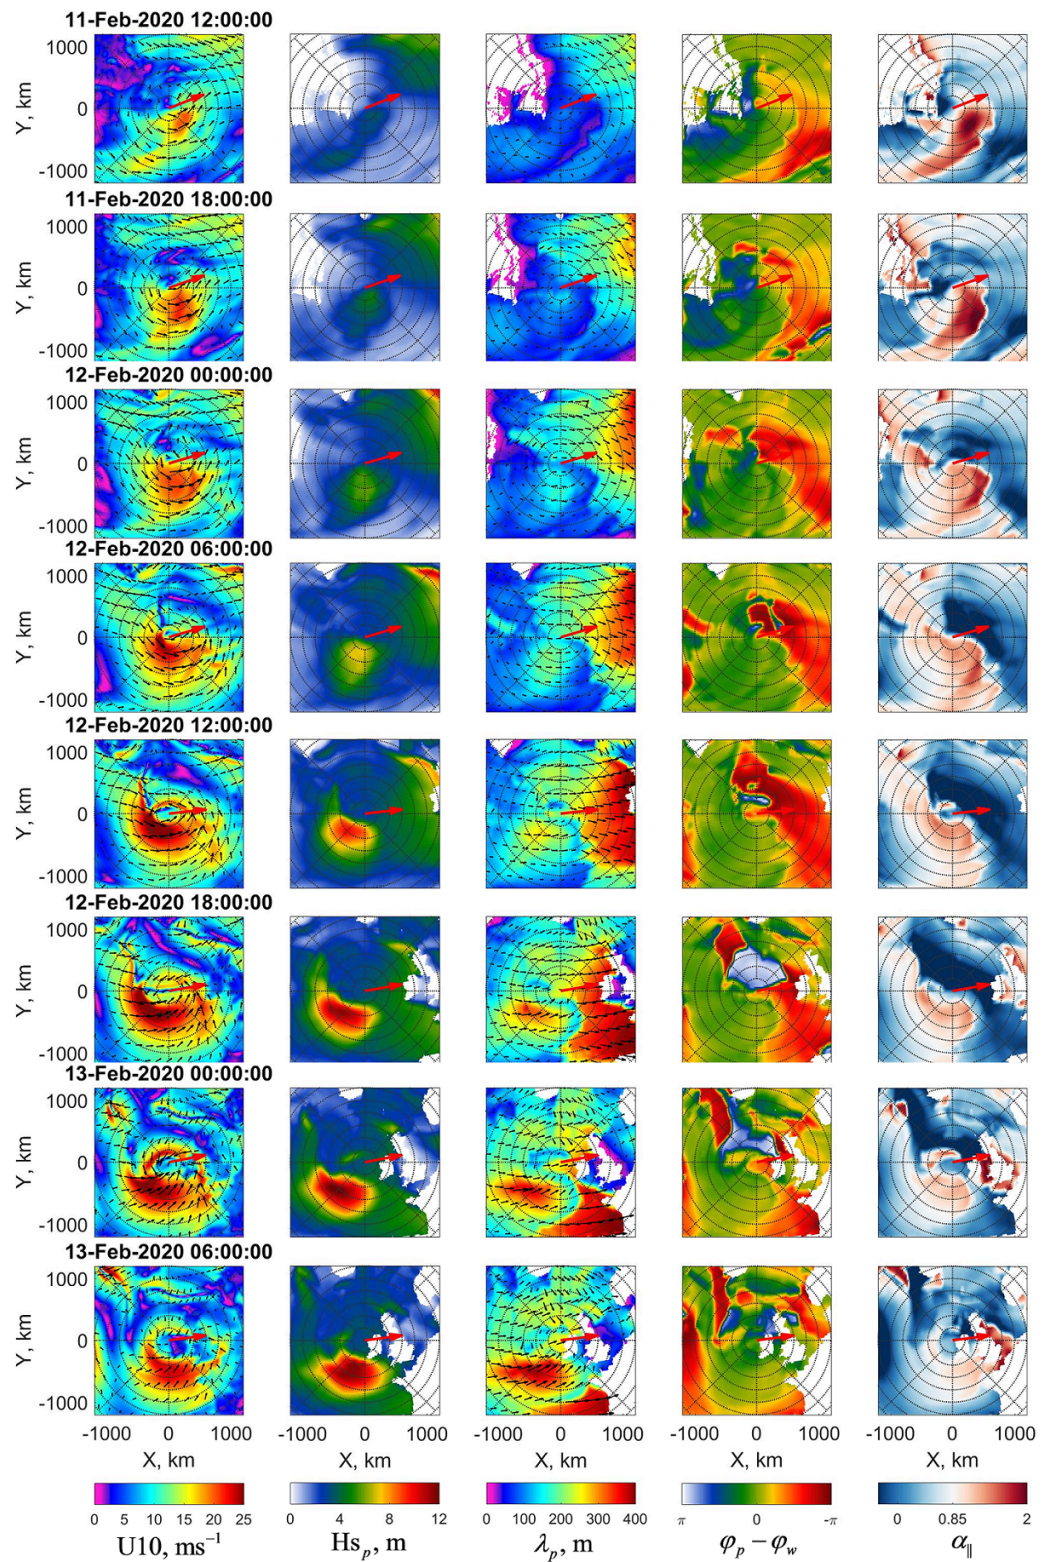 11-Feb-2020 12:00:00
1000
0
-1000
Y, km
11-Feb-2020 18:00:00
1000
0
-1000
Y, km
12-Feb-2020 00:00:00
1000
0
-1000
Y, km
12-Feb-2020 06:00:00
1000
0
-1000
Y, km
12-Feb-2020 12:00:00
1000
0
-1000
Y, km
12-Feb-2020 18:00:00
1000
0
-1000
Y, km
13-Feb-2020 00:00:00
1000
0
-1000
Y, km
13-Feb-2020 06:00:00
1000
0
-1000
Y, km
-1000 0 1000 -1000 0 1000 -1000 0 1000 -1000 0 1000 -1000 0 1000
X, km X, km X, km X, km X, km
0 5 10 15 20 25 0 4 8 12 0 100 200 300 400 π 0 -π 0 0.85 2
U10, ms⁻¹ Hsₚ, m λₚ, m φₚ − φ_w α_∥